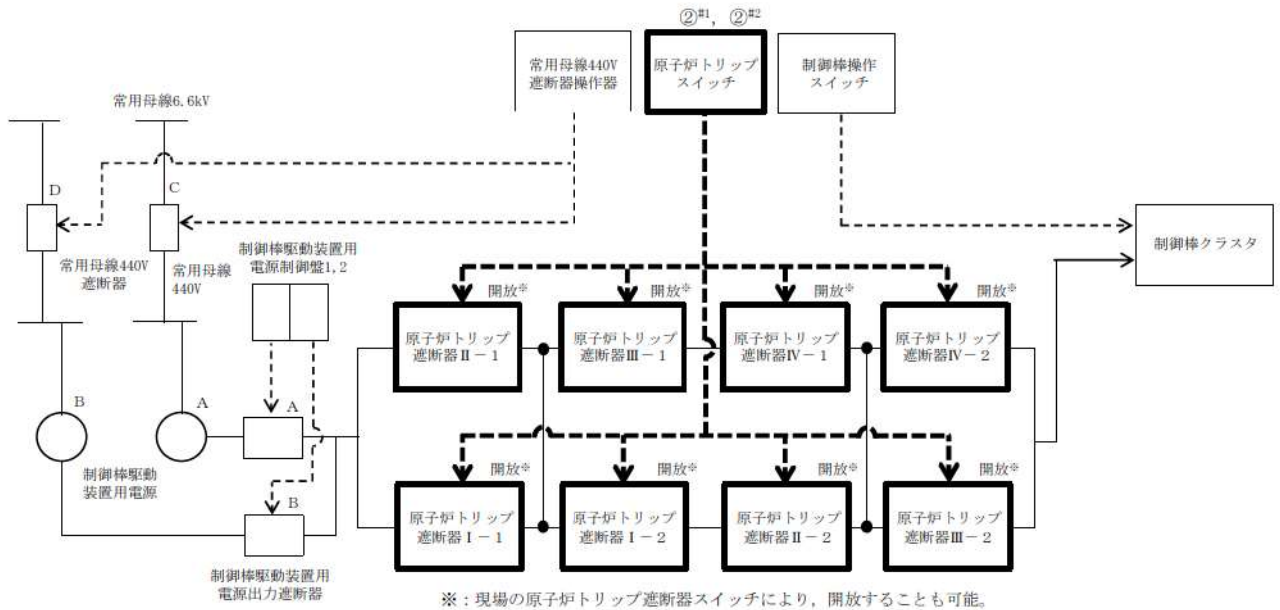 ②#1, ②#2
常用母線440V
遮断器操作器
原子炉トリップ
スイッチ
制御棒操作
スイッチ
常用母線6.6kV
D
C
制御棒クラスタ
常用母線440V
遮断器
常用母線
440V
制御棒駆動装置用
電源制御盤1,2
開放※
開放※
開放※
開放※
原子炉トリップ
遮断器Ⅱ－1
原子炉トリップ
遮断器Ⅲ－1
原子炉トリップ
遮断器Ⅳ－1
原子炉トリップ
遮断器Ⅳ－2
B
A
A
制御棒駆動
装置用電源
B
制御棒駆動装置用
電源出力遮断器
開放※
開放※
開放※
開放※
原子炉トリップ
遮断器Ⅰ－1
原子炉トリップ
遮断器Ⅰ－2
原子炉トリップ
遮断器Ⅱ－2
原子炉トリップ
遮断器Ⅲ－2
※：現場の原子炉トリップ遮断器スイッチにより，開放することも可能。